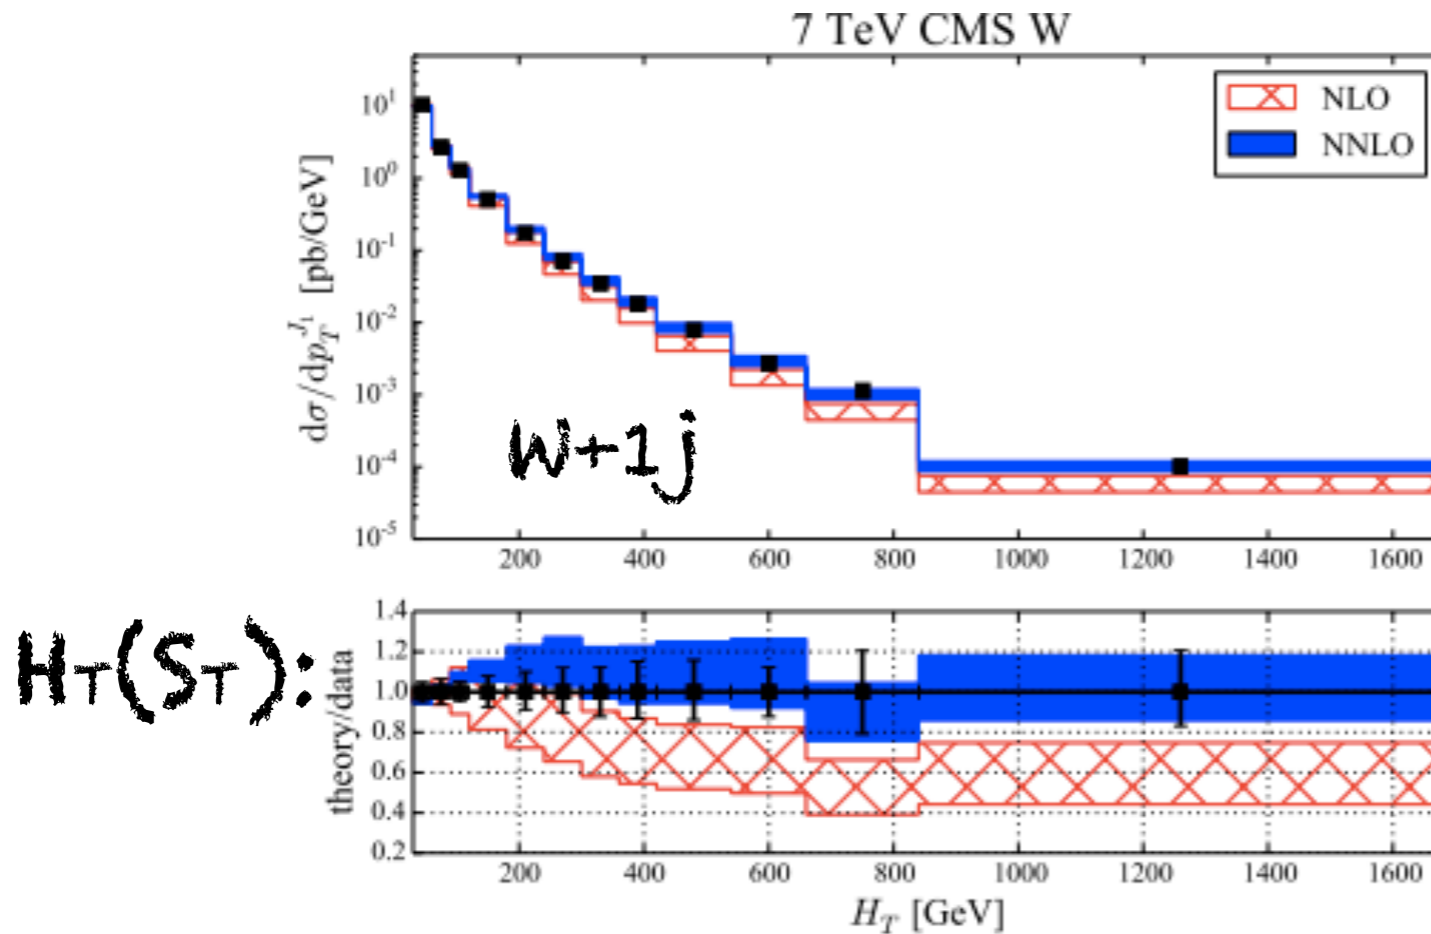 7 TeV CMS W
NLO
NNLO
dσ/dp_T^{J_1} [pb/GeV]
10^1
10^0
10^{-1}
10^{-2}
10^{-3}
10^{-4}
10^{-5}
W+1j
200 400 600 800 1000 1200 1400 1600
H_T(S_T):
theory/data
1.4
1.2
1.0
0.8
0.6
0.4
0.2
200 400 600 800 1000 1200 1400 1600
H_T [GeV]